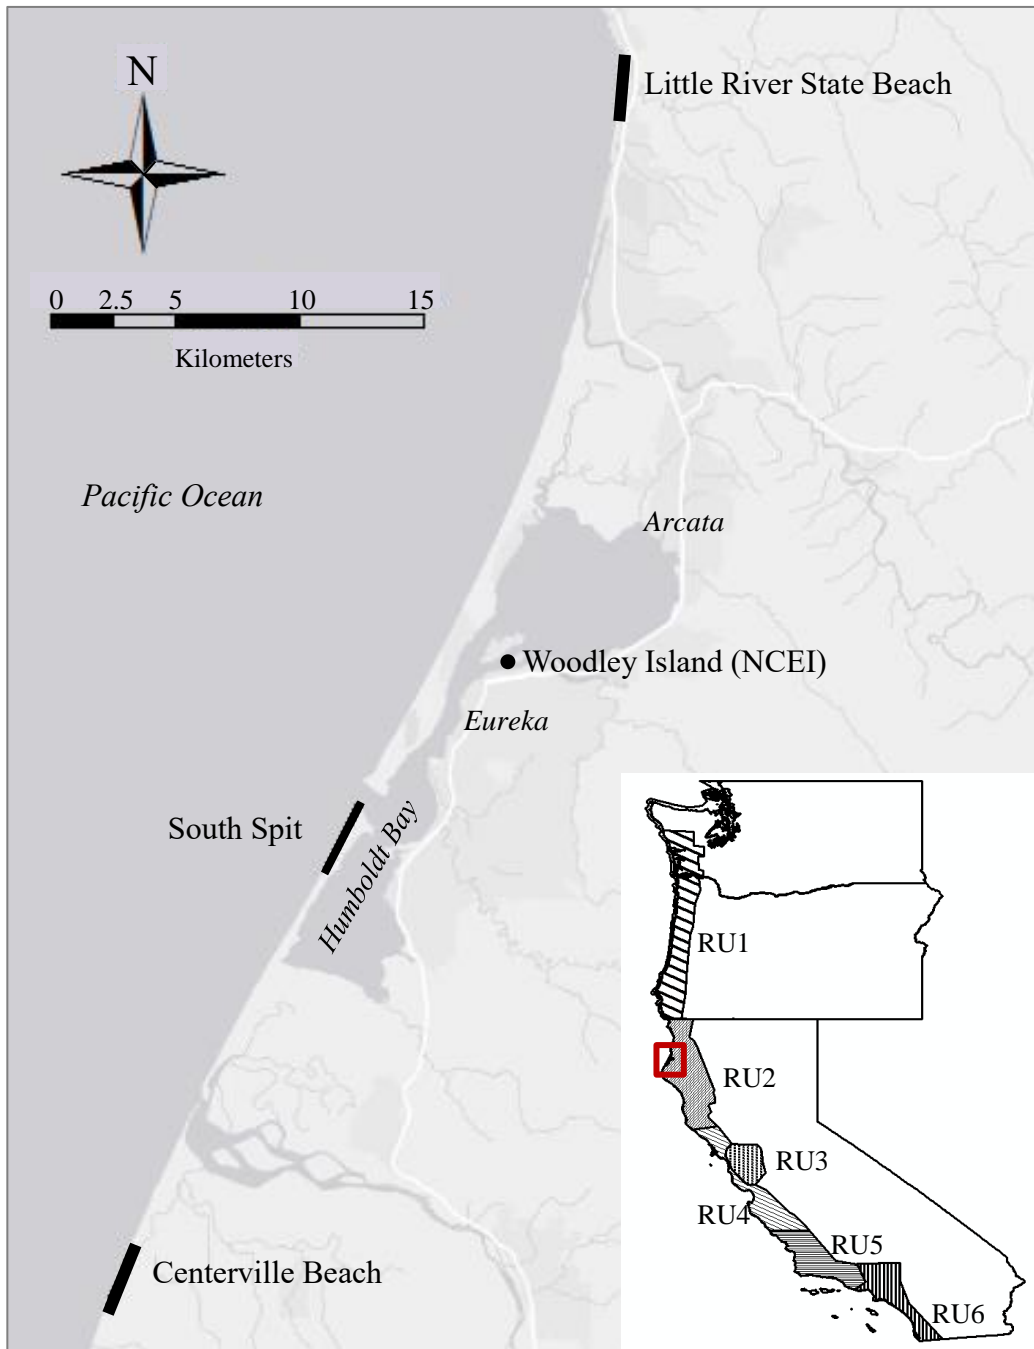 Little River State Beach
N
0 2.5 5 10 15
Kilometers
Pacific Ocean
Arcata
Woodley Island (NCEI)
Eureka
South Spit
Humboldt Bay
Centerville Beach
RU1
RU2
RU3
RU4
RU5
RU6